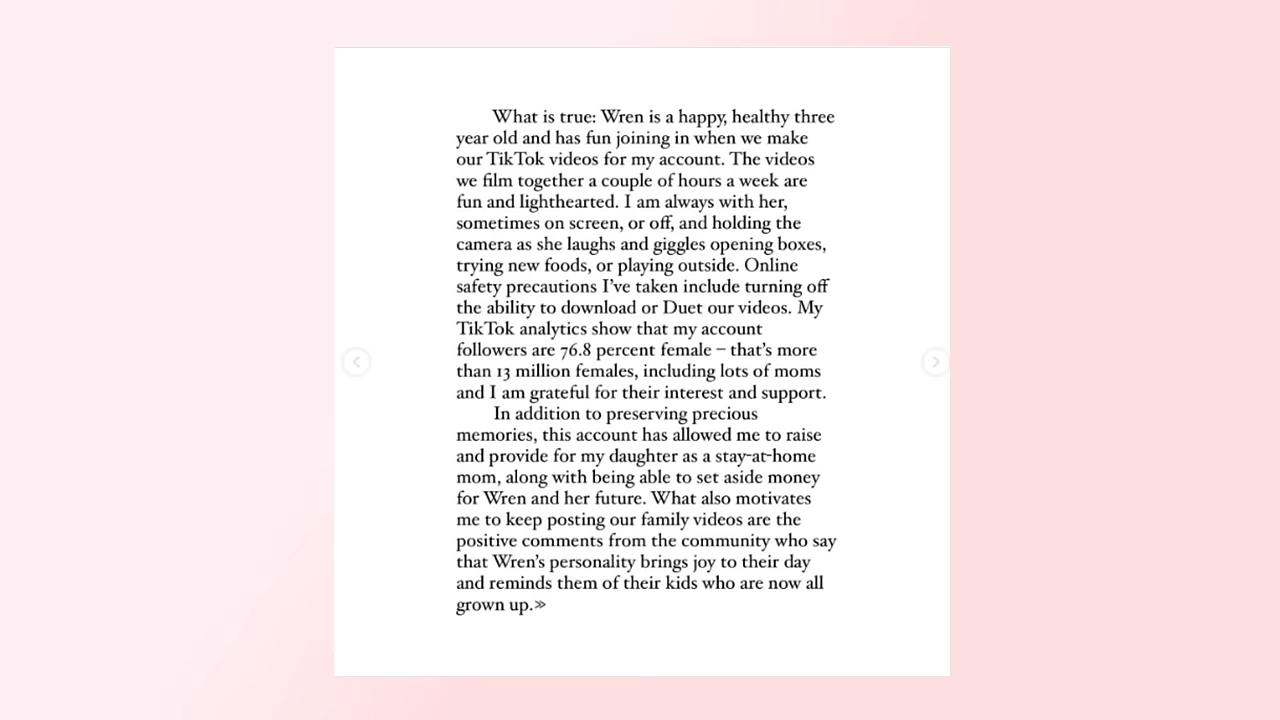 What is true: Wren is a happy, healthy three
year old and has fun joining in when we make
our TikTok videos for my account. The videos
we film together a couple of hours a week are
fun and lighthearted. I am always with her,
sometimes on screen, or off, and holding the
camera as she laughs and giggles opening boxes,
trying new foods, or playing outside. Online
safety precautions I’ve taken include turning off
the ability to download or Duet our videos. My
TikTok analytics show that my account
followers are 76.8 percent female – that’s more
than 13 million females, including lots of moms
and I am grateful for their interest and support.
In addition to preserving precious
memories, this account has allowed me to raise
and provide for my daughter as a stay-at-home
mom, along with being able to set aside money
for Wren and her future. What also motivates
me to keep posting our family videos are the
positive comments from the community who say
that Wren’s personality brings joy to their day
and reminds them of their kids who are now all
grown up.»